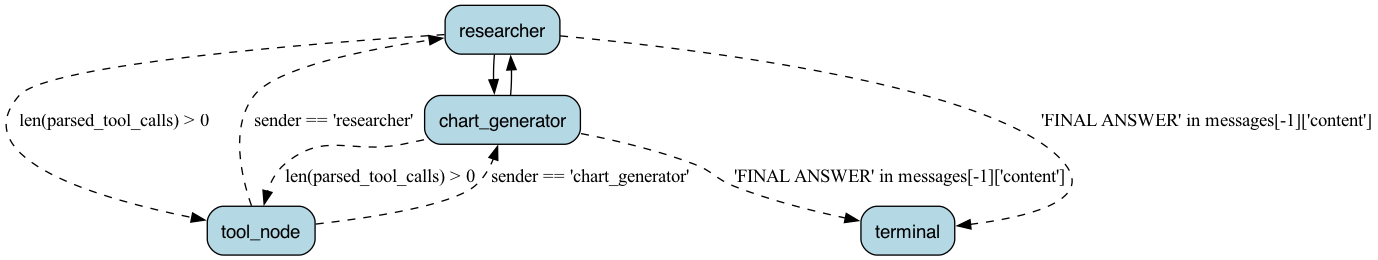 researcher
len(parsed_tool_calls) > 0
sender == 'researcher'
chart_generator
'FINAL ANSWER' in messages[-1]['content']
len(parsed_tool_calls) > 0
sender == 'chart_generator'
'FINAL ANSWER' in messages[-1]['content']
tool_node
terminal